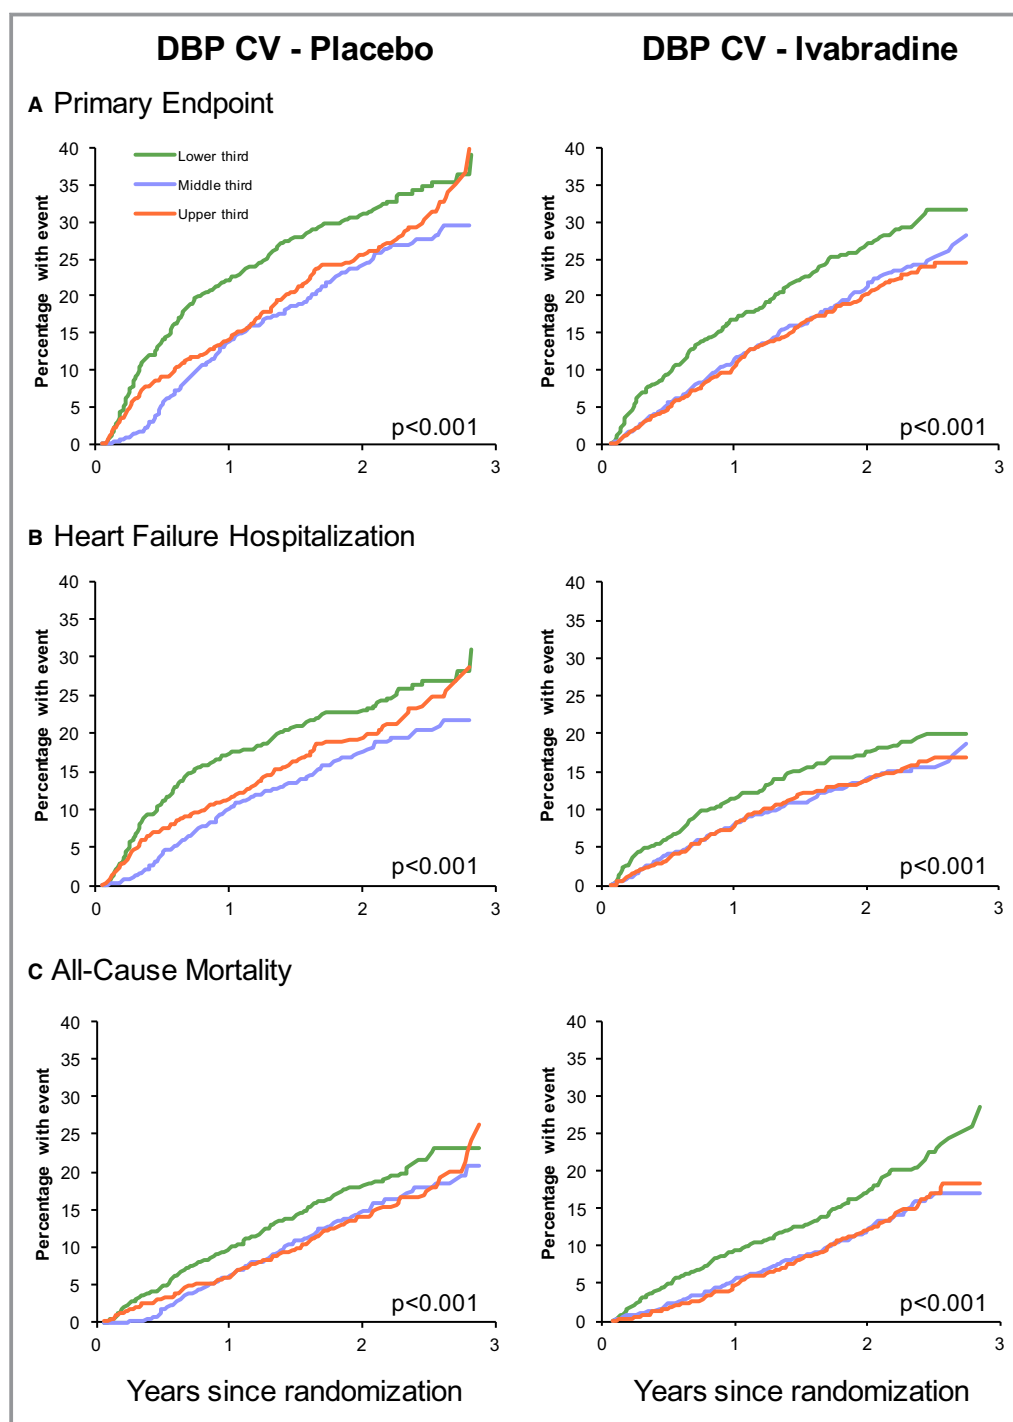 DBP CV - Placebo
DBP CV - Ivabradine
A Primary Endpoint
Percentage with event
40
35
30
25
20
15
10
5
0
Lower third
Middle third
Upper third
p<0.001
0 1 2 3
Percentage with event
40
35
30
25
20
15
10
5
0
p<0.001
0 1 2 3
B Heart Failure Hospitalization
Percentage with event
40
35
30
25
20
15
10
5
0
p<0.001
0 1 2 3
Percentage with event
40
35
30
25
20
15
10
5
0
p<0.001
0 1 2 3
C All-Cause Mortality
Percentage with event
40
35
30
25
20
15
10
5
0
p<0.001
0 1 2 3
Years since randomization
Percentage with event
40
35
30
25
20
15
10
5
0
p<0.001
0 1 2 3
Years since randomization